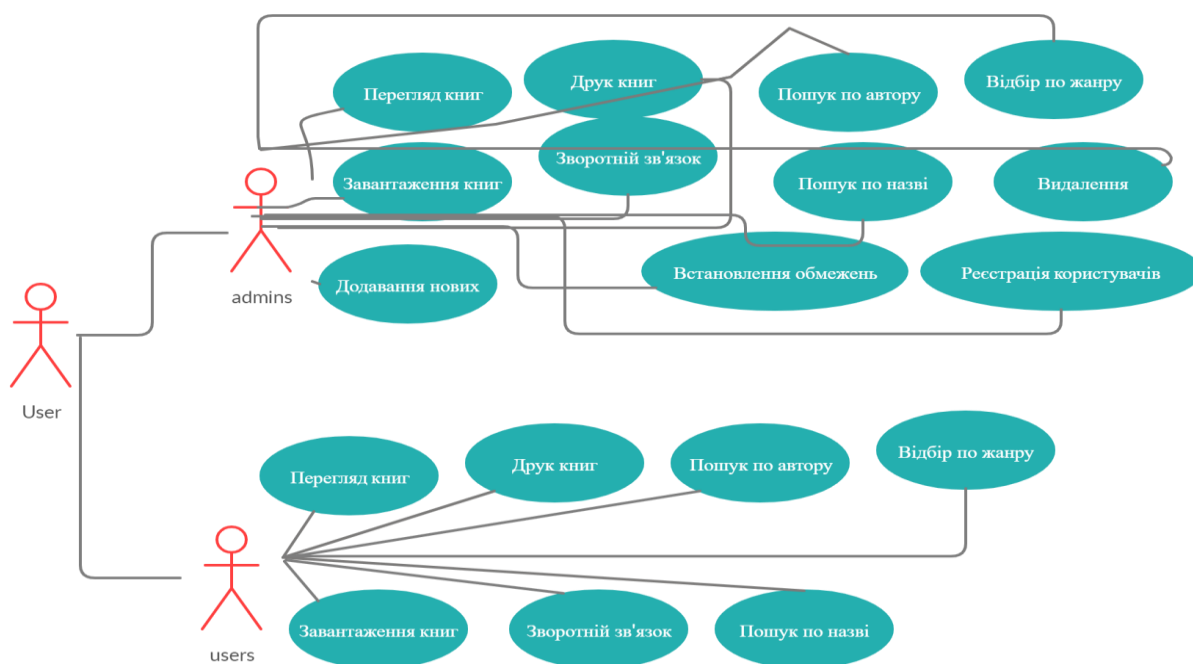 Перегляд книг
Друк книг
Пошук по автору
Відбір по жанру
Завантаження книг
Зворотній зв'язок
Пошук по назві
Видалення
admins
Додавання нових
Встановлення обмежень
Реєстрація користувачів
User
Перегляд книг
Друк книг
Пошук по автору
Відбір по жанру
users
Завантаження книг
Зворотній зв'язок
Пошук по назві